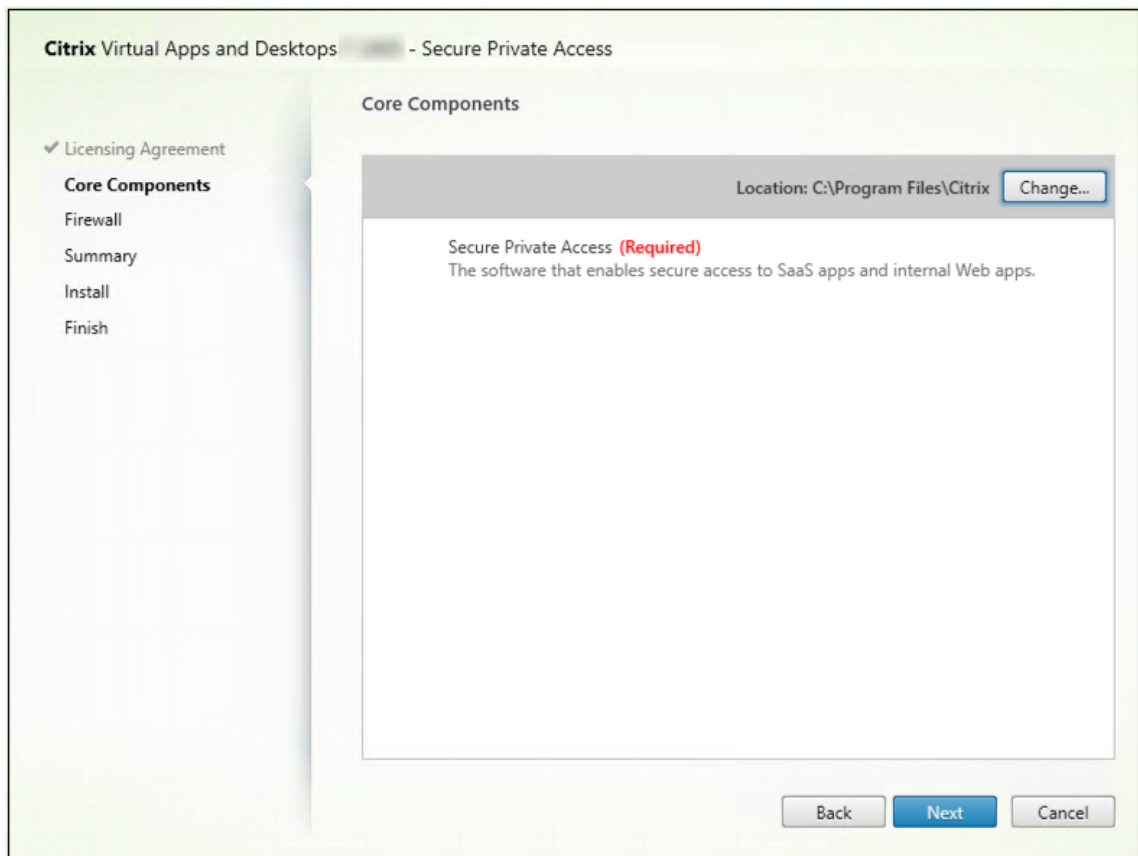 Citrix Virtual Apps and Desktops - Secure Private Access
Core Components
✔ Licensing Agreement
Core Components
Firewall
Summary
Install
Finish
Location: C:\Program Files\Citrix Change...
Secure Private Access (Required)
The software that enables secure access to SaaS apps and internal Web apps.
Back Next Cancel